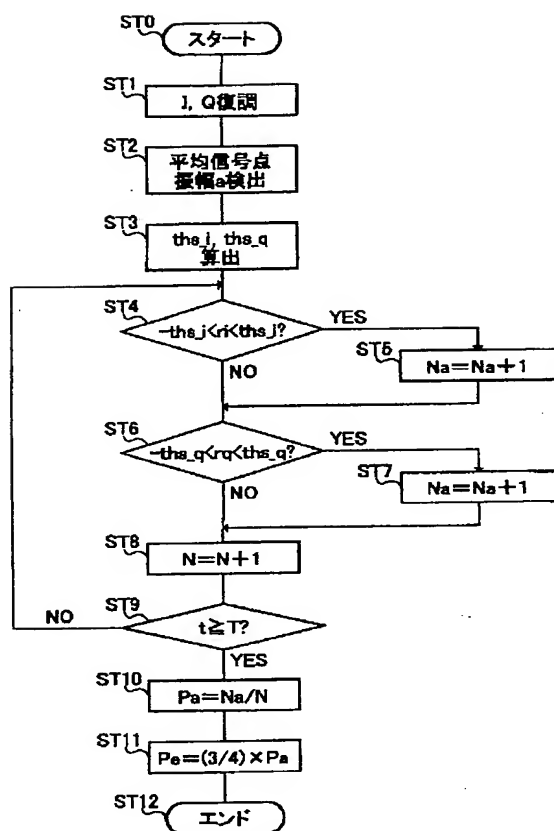 ST0
スタート
ST1
I, Q復調
ST2
平均信号点
振幅a検出
ST3
ths_i, ths_q
算出
ST4
-ths_i<ri<ths_i?
YES
ST5
Na=Na+1
NO
ST6
-ths_q<rq<ths_q?
YES
ST7
Na=Na+1
NO
ST8
N=N+1
ST9
NO
t≧T?
YES
ST10
Pa=Na/N
ST11
Pe=(3/4)×Pa
ST12
エンド